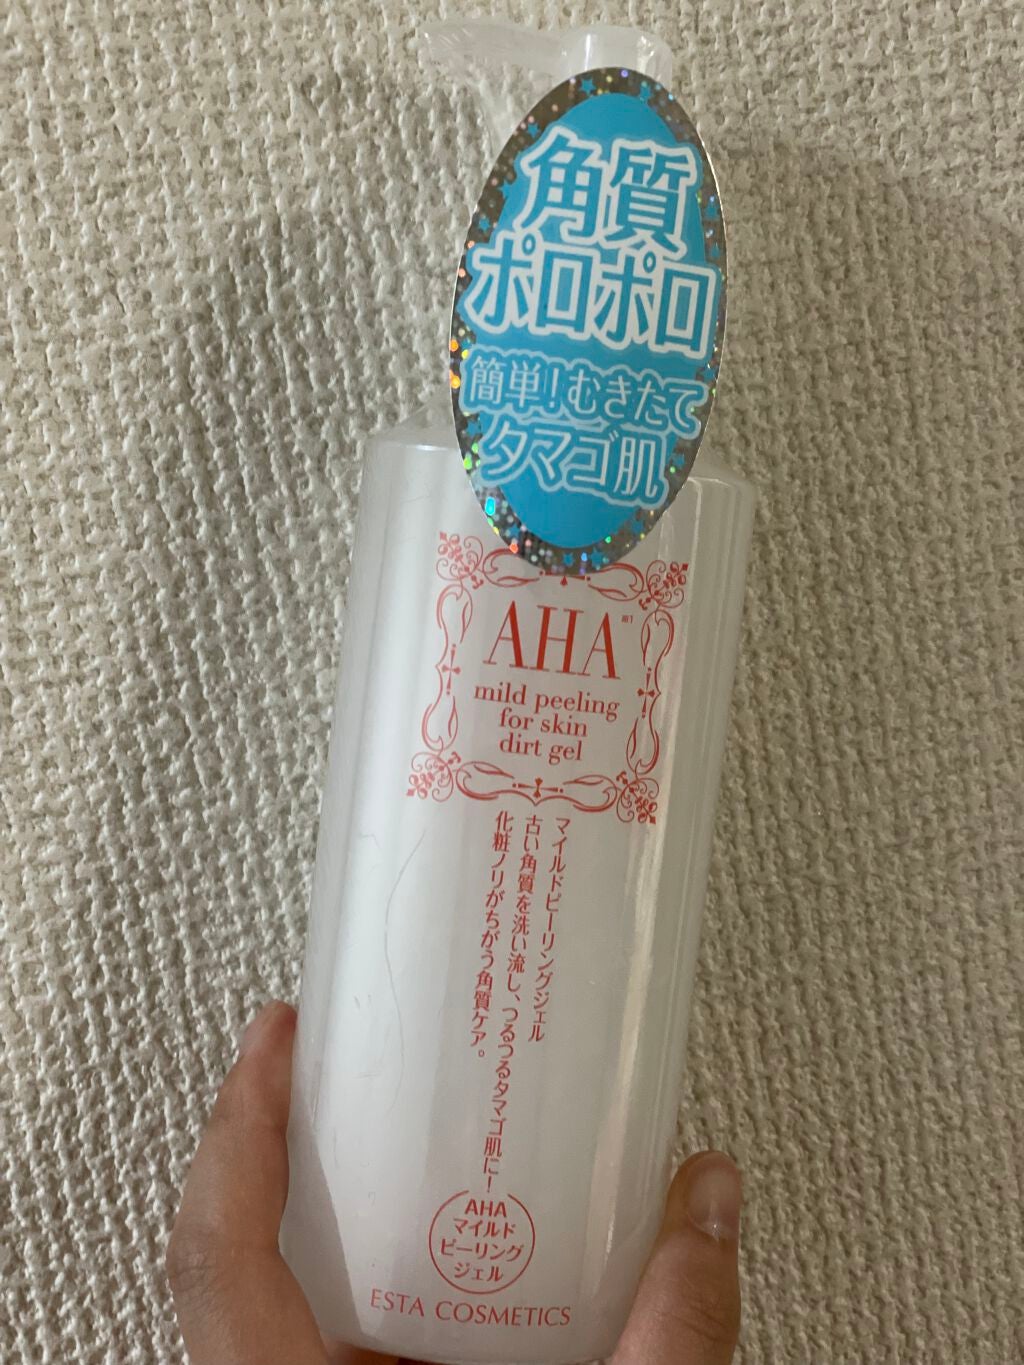 角質
ポロポロ
簡単!むきたて
タマゴ肌
AHA
mild peeling
for skin
dirt gel
マイルドピーリングジェル
古い角質を洗い流し、つるつるタマゴ肌に!
化粧ノリがちがう角質ケア。
AHA
マイルド
ピーリング
ジェル
ESTA COSMETICS